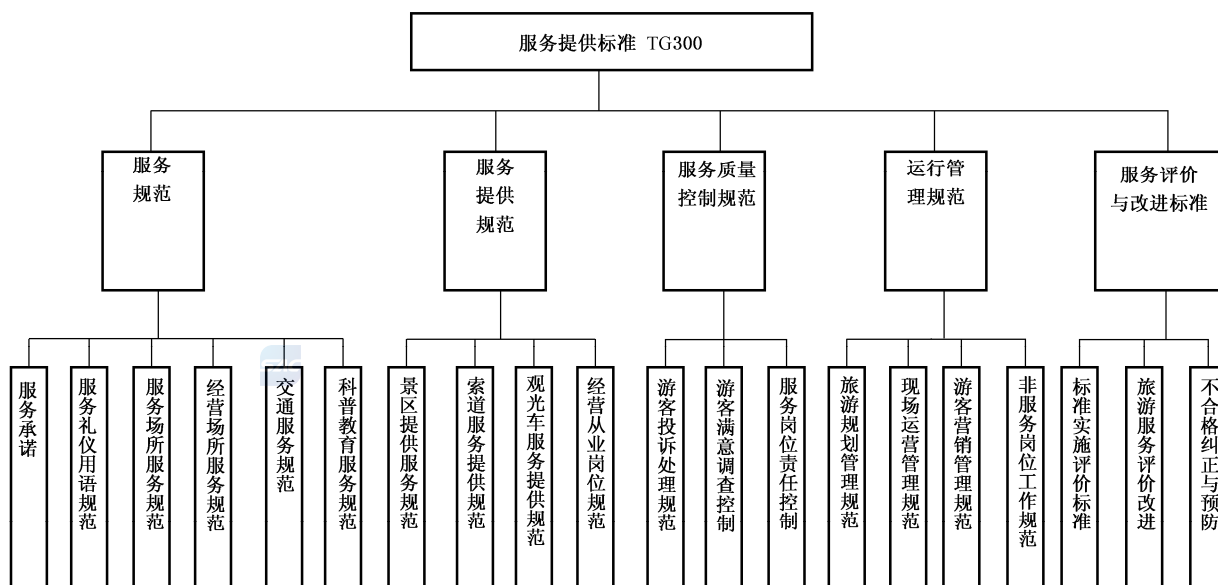 服务提供标准 TG300
服务
规范
服务
提供
规范
服务质量
控制规范
运行管
理规范
服务评价
与改进标准
服务承诺
服务礼仪用语规范
服务场所服务规范
经营场所服务规范
交通服务规范
科普教育服务规范
景区提供服务规范
索道服务提供规范
观光车服务提供规范
经营从业岗位规范
游客投诉处理规范
游客满意调查控制
服务岗位责任控制
旅游规划管理规范
现场运营管理规范
游客营销管理规范
非服务岗位工作规范
标准实施评价标准
旅游服务评价改进
不合格纠正与预防